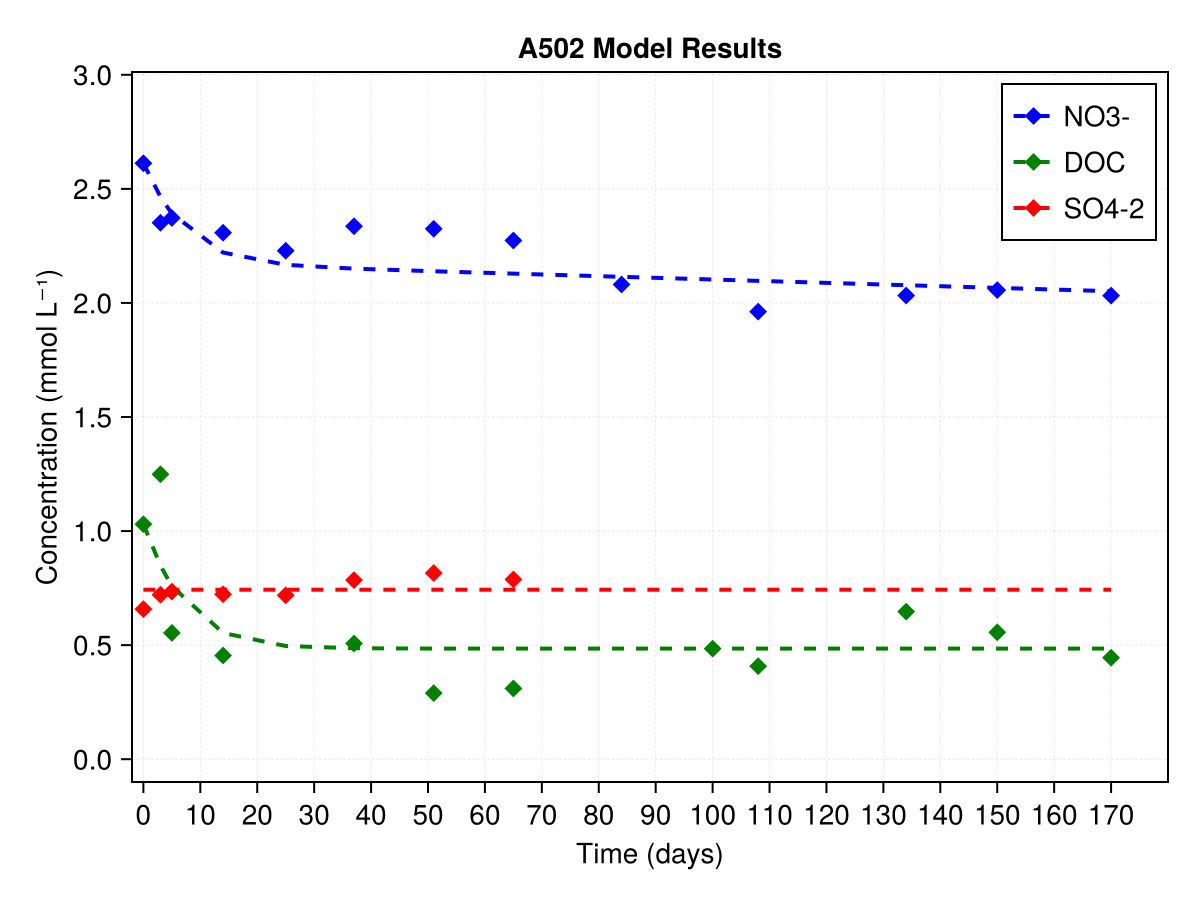 A502 Model Results
3.0
2.5
2.0
1.5
1.0
0.5
0.0
Concentration (mmol L⁻¹)
NO3-
DOC
SO4-2
0 10 20 30 40 50 60 70 80 90 100 110 120 130 140 150 160 170
Time (days)